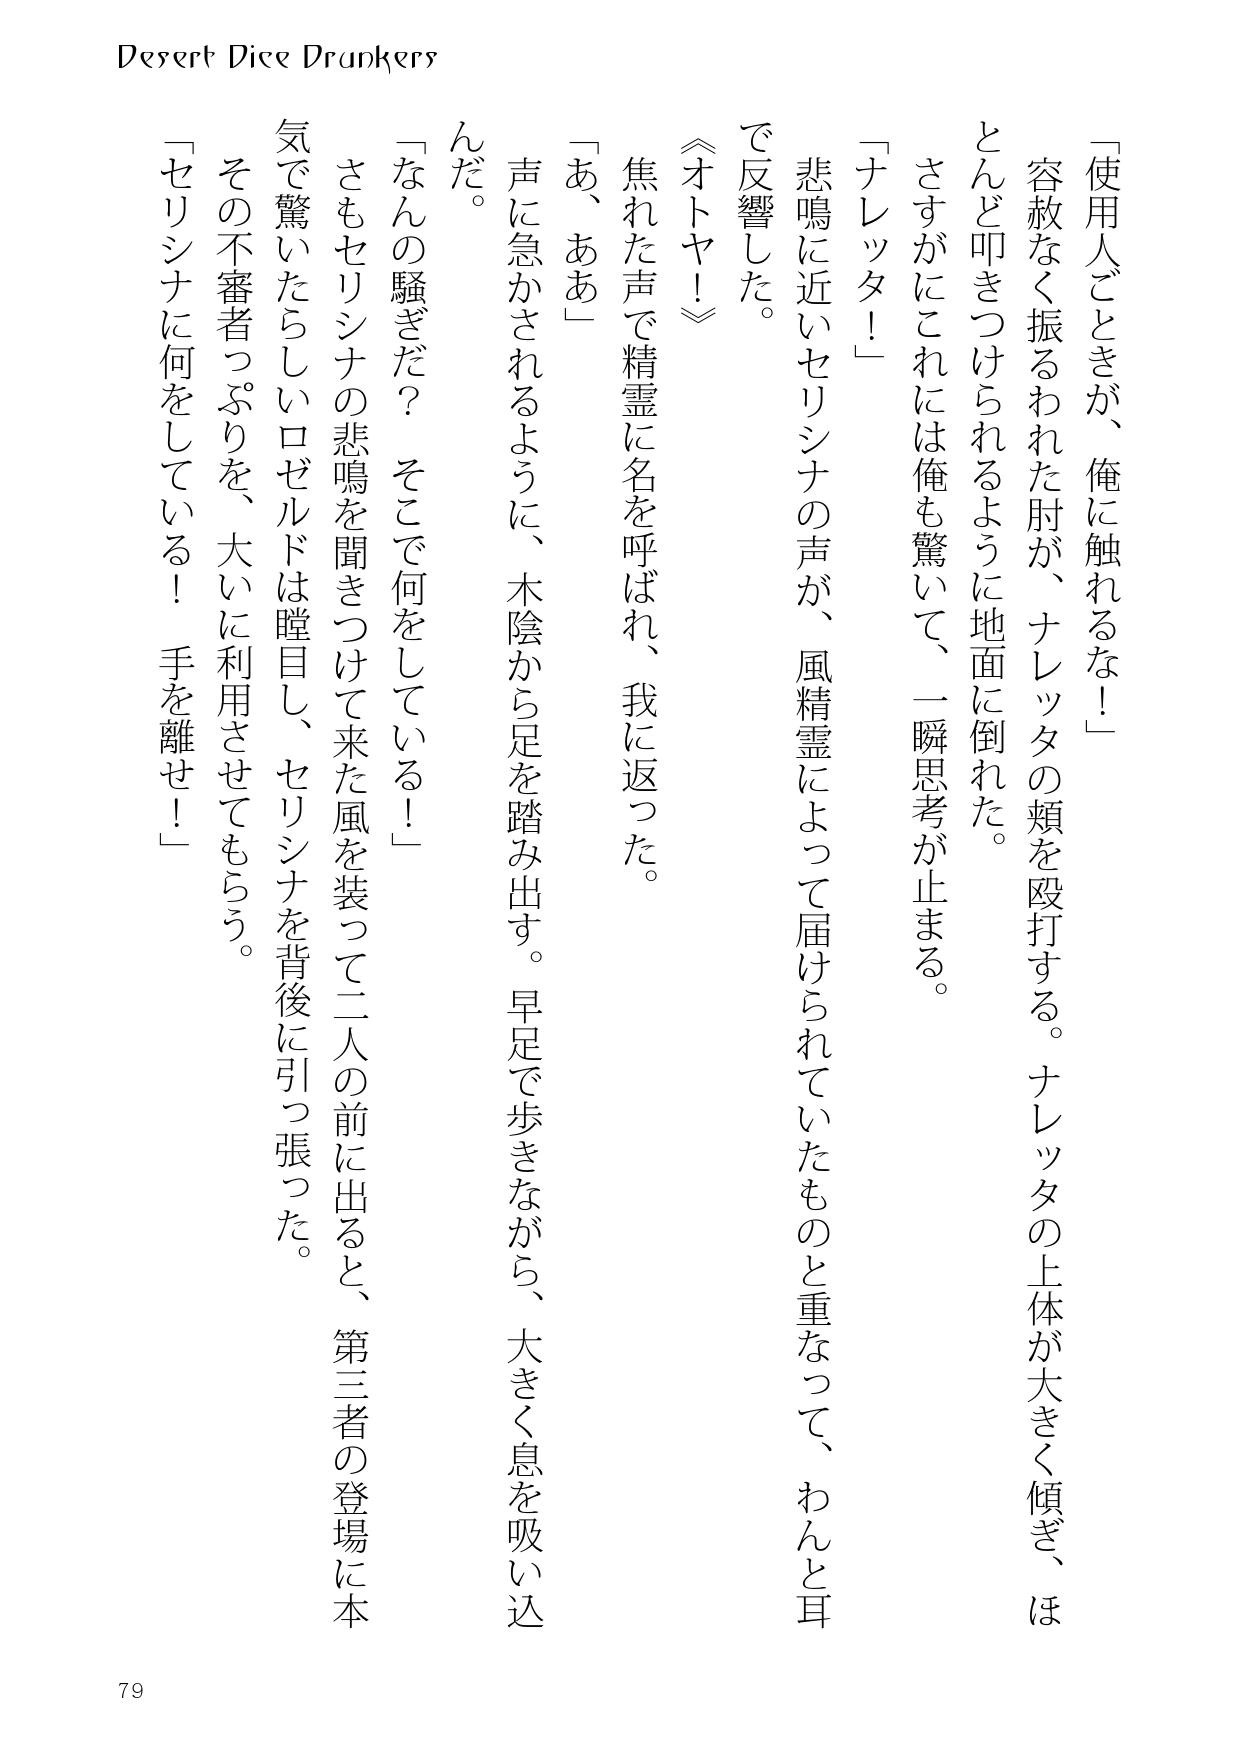 Desert Dice Drunkers
「使用人ごときが、俺に触れるな！」
　容赦なく振るわれた肘が、ナレッタの頬を殴打する。ナレッタの上体が大きく傾ぎ、ほ
とんど叩きつけられるように地面に倒れた。
　さすがにこれには俺も驚いて、一瞬思考が止まる。
「ナレッタ！」
　悲鳴に近いセリシナの声が、風精霊によって届けられていたものと重なって、わんと耳
で反響した。
《オトヤ！》
　焦れた声で精霊に名を呼ばれ、我に返った。
「あ、ああ」
　声に急かされるように、木陰から足を踏み出す。早足で歩きながら、大きく息を吸い込
んだ。
「なんの騒ぎだ？　そこで何をしている！」
　さもセリシナの悲鳴を聞きつけて来た風を装って二人の前に出ると、第三者の登場に本
気で驚いたらしいロゼルドは瞠目し、セリシナを背後に引っ張った。
　その不審者っぷりを、大いに利用させてもらう。
「セリシナに何をしている！　手を離せ！」
79